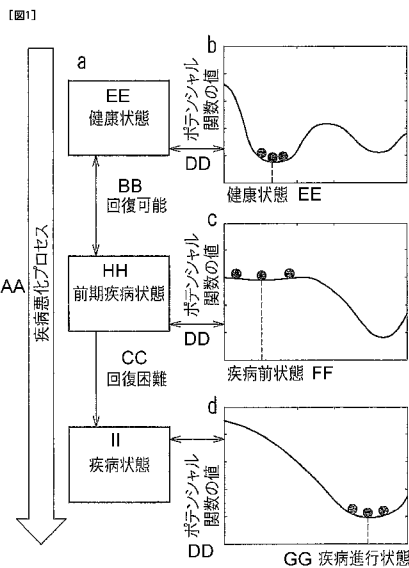 [図1]
a
b
EE
健康状態
ポテンシャル
関数の値
DD
健康状態 EE
BB
回復可能
c
AA
疾病悪化プロセス
HH
前期疾病状態
ポテンシャル
関数の値
DD
疾病前状態 FF
CC
回復困難
d
II
疾病状態
ポテンシャル
関数の値
DD
GG 疾病進行状態